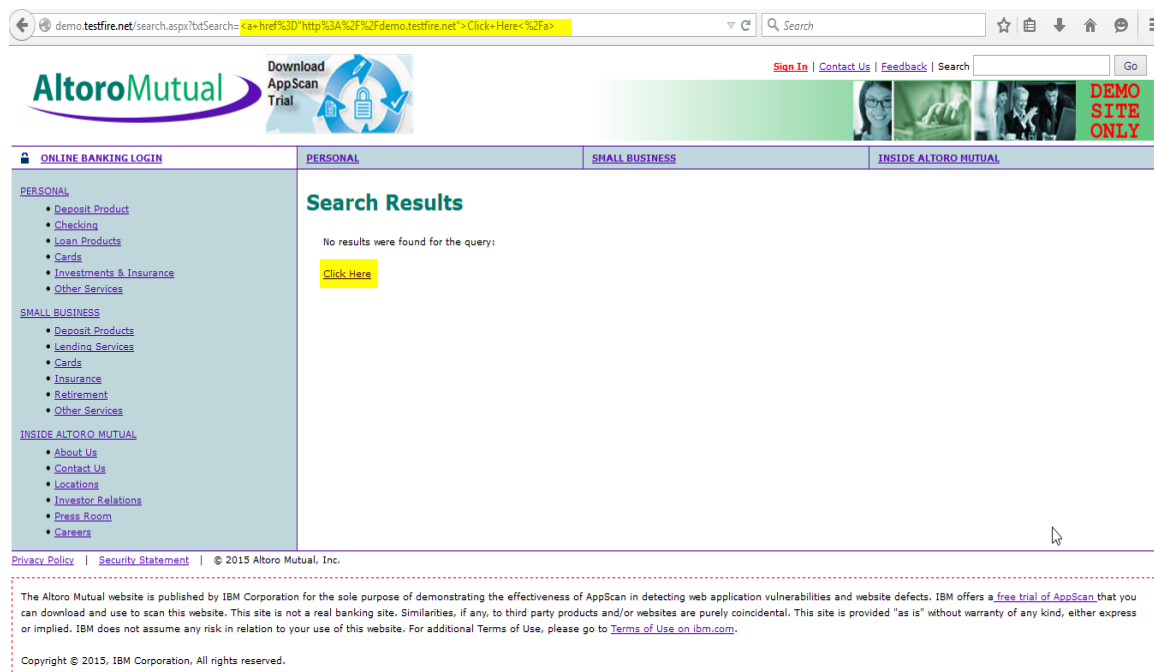 demo.testfire.net/search.aspx?txtSearch=<a+href%3D"http%3A%2F%2Fdemo.testfire.net">Click+Here<%2Fa>
Search
AltoroMutual
Download
AppScan
Trial
Sign In | Contact Us | Feedback | Search
Go
DEMO
SITE
ONLY
ONLINE BANKING LOGIN
PERSONAL
SMALL BUSINESS
INSIDE ALTORO MUTUAL
PERSONAL
Deposit Product
Checking
Loan Products
Cards
Investments & Insurance
Other Services
SMALL BUSINESS
Deposit Products
Lending Services
Cards
Insurance
Retirement
Other Services
INSIDE ALTORO MUTUAL
About Us
Contact Us
Locations
Investor Relations
Press Room
Careers
Search Results
No results were found for the query:
Click Here
Privacy Policy | Security Statement | © 2015 Altoro Mutual, Inc.
The Altoro Mutual website is published by IBM Corporation for the sole purpose of demonstrating the effectiveness of AppScan in detecting web application vulnerabilities and website defects. IBM offers a free trial of AppScan that you
can download and use to scan this website. This site is not a real banking site. Similarities, if any, to third party products and/or websites are purely coincidental. This site is provided "as is" without warranty of any kind, either express
or implied. IBM does not assume any risk in relation to your use of this website. For additional Terms of Use, please go to Terms of Use on ibm.com.
Copyright © 2015, IBM Corporation, All rights reserved.